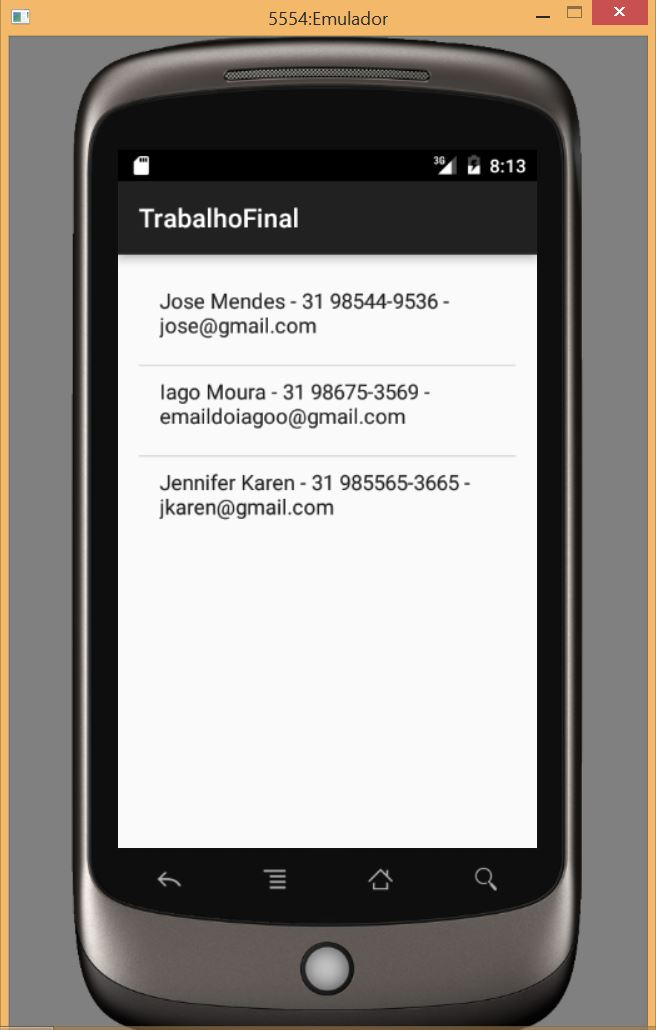 5554:Emulador
3G 8:13
TrabalhoFinal
Jose Mendes - 31 98544-9536 -
jose@gmail.com
Iago Moura - 31 98675-3569 -
emaildoiagoo@gmail.com
Jennifer Karen - 31 985565-3665 -
jkaren@gmail.com